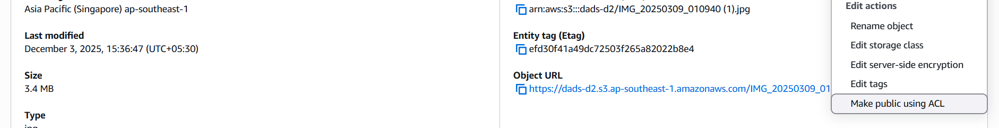 Asia Pacific (Singapore) ap-southeast-1
Last modified
December 3, 2025, 15:36:47 (UTC+05:30)
Size
3.4 MB
Type
arn:aws:s3:::dads-d2/IMG_20250309_010940 (1).jpg
Entity tag (Etag)
efd30f41a49dc72503f265a82022b8e4
Object URL
https://dads-d2.s3.ap-southeast-1.amazonaws.com/IMG_20250309_01
Edit actions
Rename object
Edit storage class
Edit server-side encryption
Edit tags
Make public using ACL